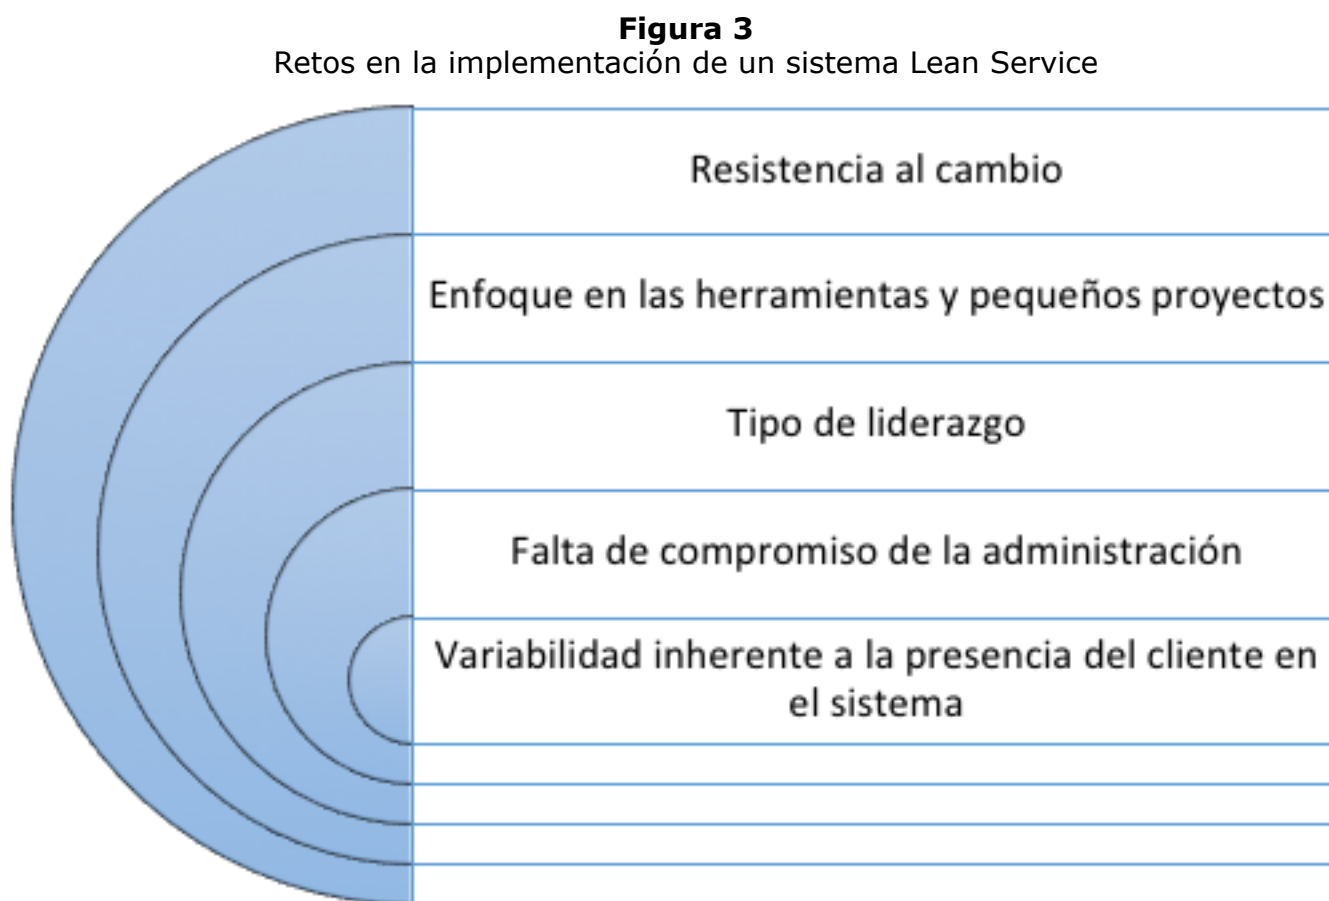 Figura 3
Retos en la implementación de un sistema Lean Service
Resistencia al cambio
Enfoque en las herramientas y pequeños proyectos
Tipo de liderazgo
Falta de compromiso de la administración
Variabilidad inherente a la presencia del cliente en
el sistema